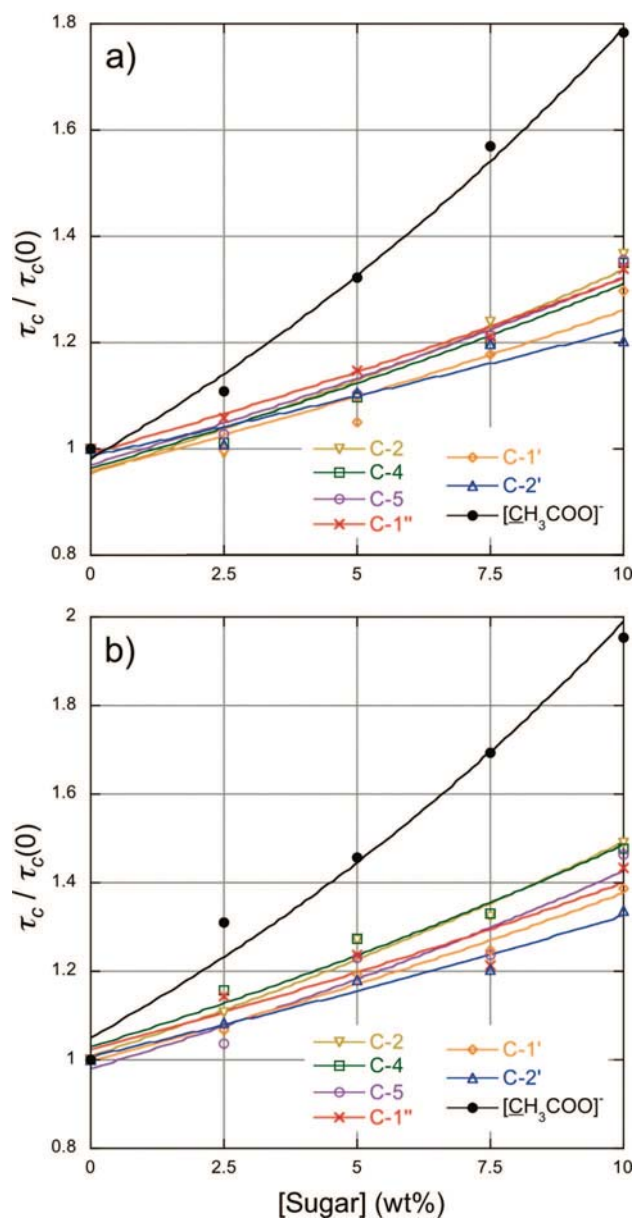 a)
1.8
1.6
1.4
1.2
1
0.8
τc / τc(0)
0 2.5 5 7.5 10
C-2 C-1'
C-4 C-2'
C-5 [CH3COO]-
C-1"
b)
2
1.8
1.6
1.4
1.2
1
0.8
τc / τc(0)
C-2 C-1'
C-4 C-2'
C-5 [CH3COO]-
C-1"
0 2.5 5 7.5 10
[Sugar] (wt%)